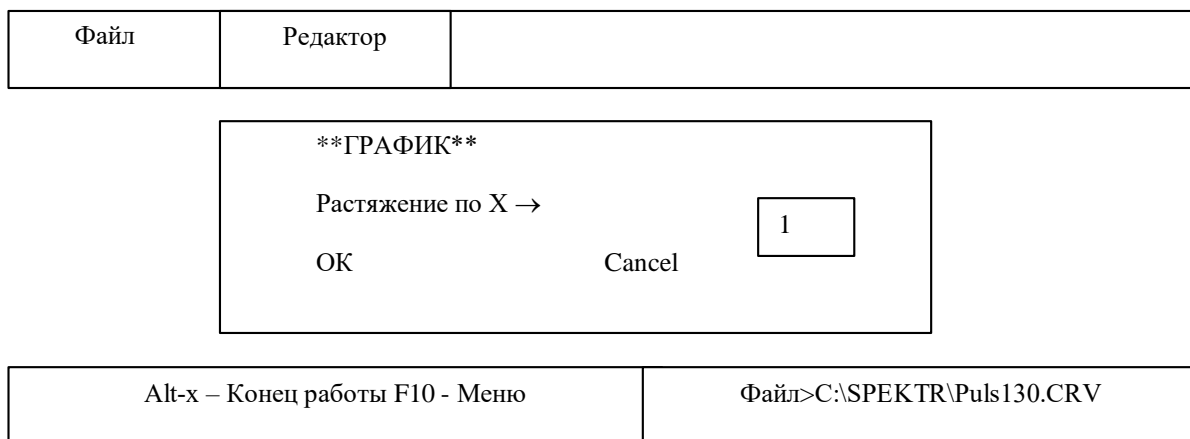 Файл Редактор
**ГРАФИК**
Растяжение по X →
1
OK Cancel
Alt-x – Конец работы F10 - Меню Файл>C:\SPEKTR\Puls130.CRV